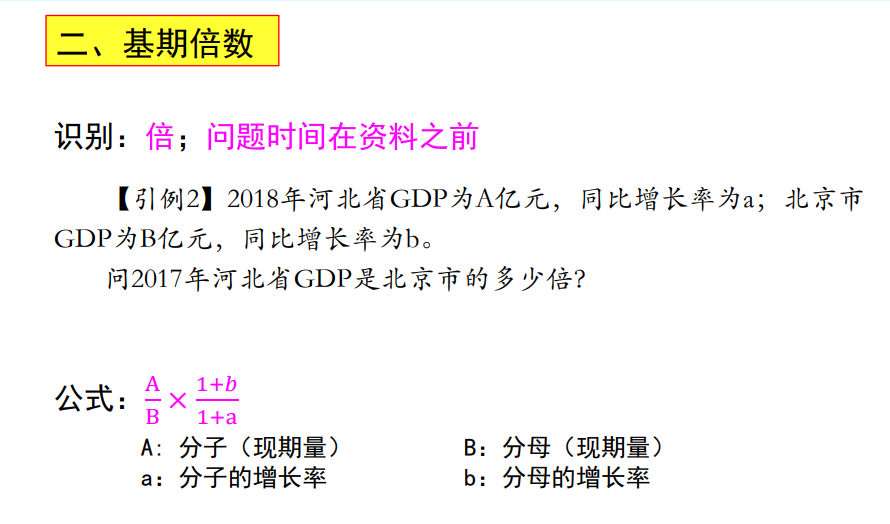 二、基期倍数
识别：倍；问题时间在资料之前
【引例2】2018年河北省GDP为A亿元，同比增长率为a；北京市
GDP为B亿元，同比增长率为b。
问2017年河北省GDP是北京市的多少倍？
公式：A/B × 1+b/1+a
A: 分子（现期量） B：分母（现期量）
a：分子的增长率 b：分母的增长率